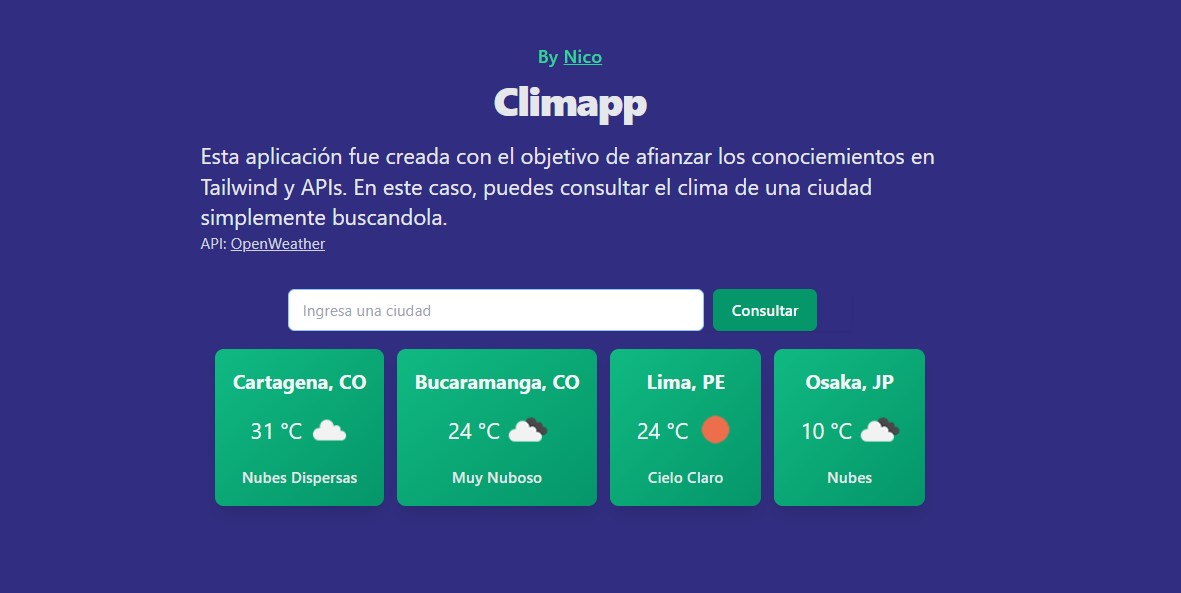 By Nico
Climapp
Esta aplicación fue creada con el objetivo de afianzar los conociemientos en
Tailwind y APIs. En este caso, puedes consultar el clima de una ciudad
simplemente buscandola.
API: OpenWeather
Ingresa una ciudad
Consultar
Cartagena, CO
31 °C
Nubes Dispersas
Bucaramanga, CO
24 °C
Muy Nuboso
Lima, PE
24 °C
Cielo Claro
Osaka, JP
10 °C
Nubes